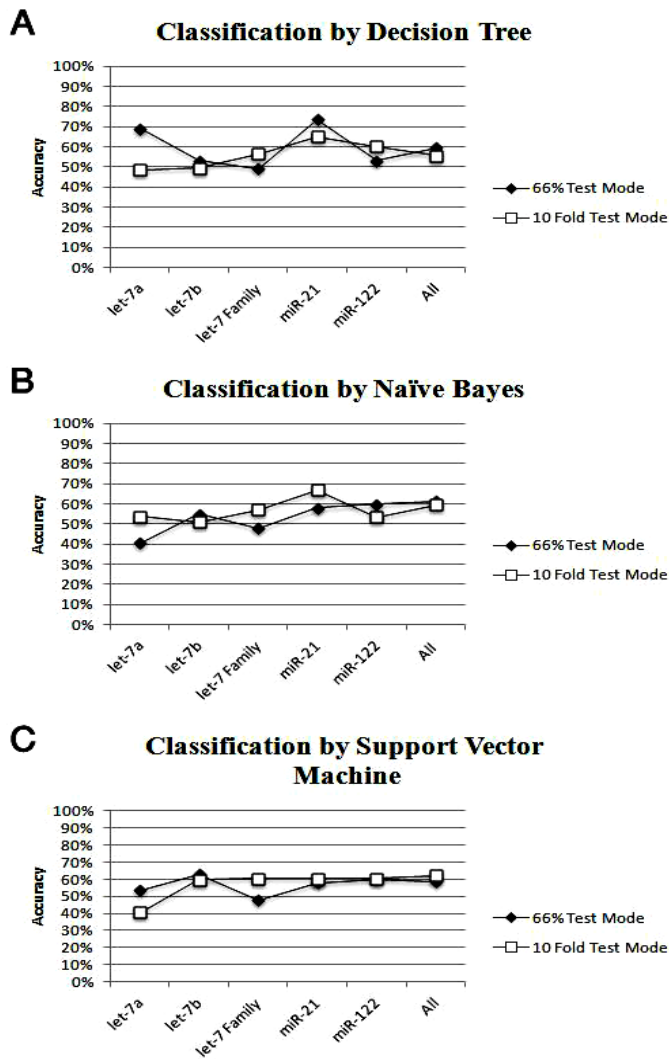 A
Classification by Decision Tree
100%
90%
80%
70%
60%
50%
40%
30%
20%
10%
0%
Accuracy
let-7a
let-7b
let-7 Family
miR-21
miR-122
All
66% Test Mode
10 Fold Test Mode
B
Classification by Naïve Bayes
100%
90%
80%
70%
60%
50%
40%
30%
20%
10%
0%
Accuracy
let-7a
let-7b
let-7 Family
miR-21
miR-122
All
66% Test Mode
10 Fold Test Mode
C
Classification by Support Vector
Machine
100%
90%
80%
70%
60%
50%
40%
30%
20%
10%
0%
Accuracy
let-7a
let-7b
let-7 Family
miR-21
miR-122
All
66% Test Mode
10 Fold Test Mode